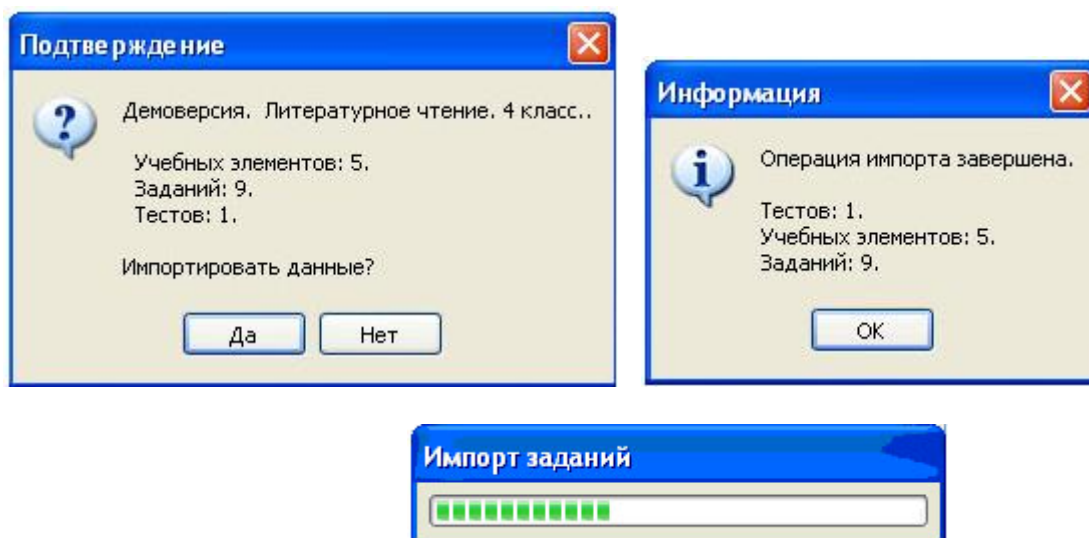 Подтверждение
Демоверсия. Литературное чтение. 4 класс..
Учебных элементов: 5.
Заданий: 9.
Тестов: 1.
Импортировать данные?
Да
Нет
Информация
Операция импорта завершена.
Тестов: 1.
Учебных элементов: 5.
Заданий: 9.
ОК
Импорт заданий